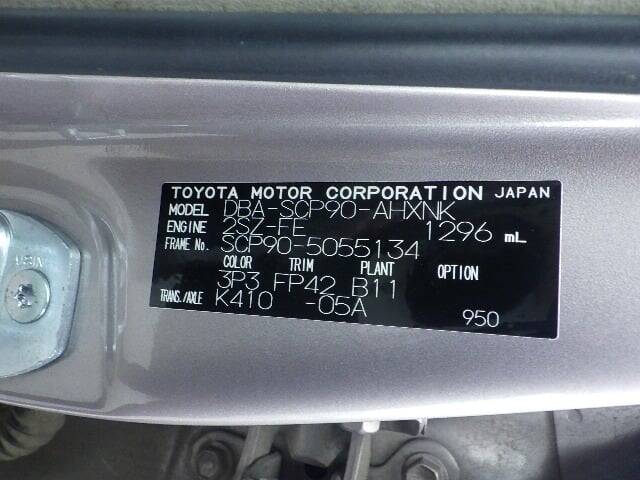 TOYOTA MOTOR CORPORATION JAPAN
MODEL DBA-SCP90-AHXNK
ENGINE 2SZ-FE 1296 mL
FRAME No. SCP90-5055134
COLOR TRIM PLANT OPTION
3P3 FP42 B11
TRANS./AXLE K410 -05A
950